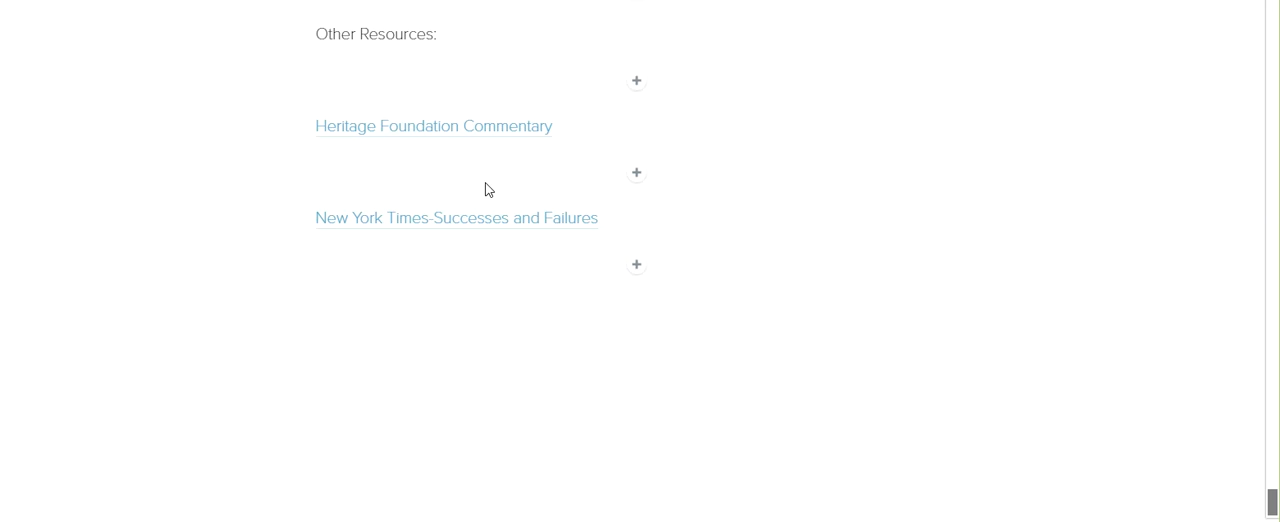 Other Resources:
Heritage Foundation Commentary
New York Times-Successes and Failures